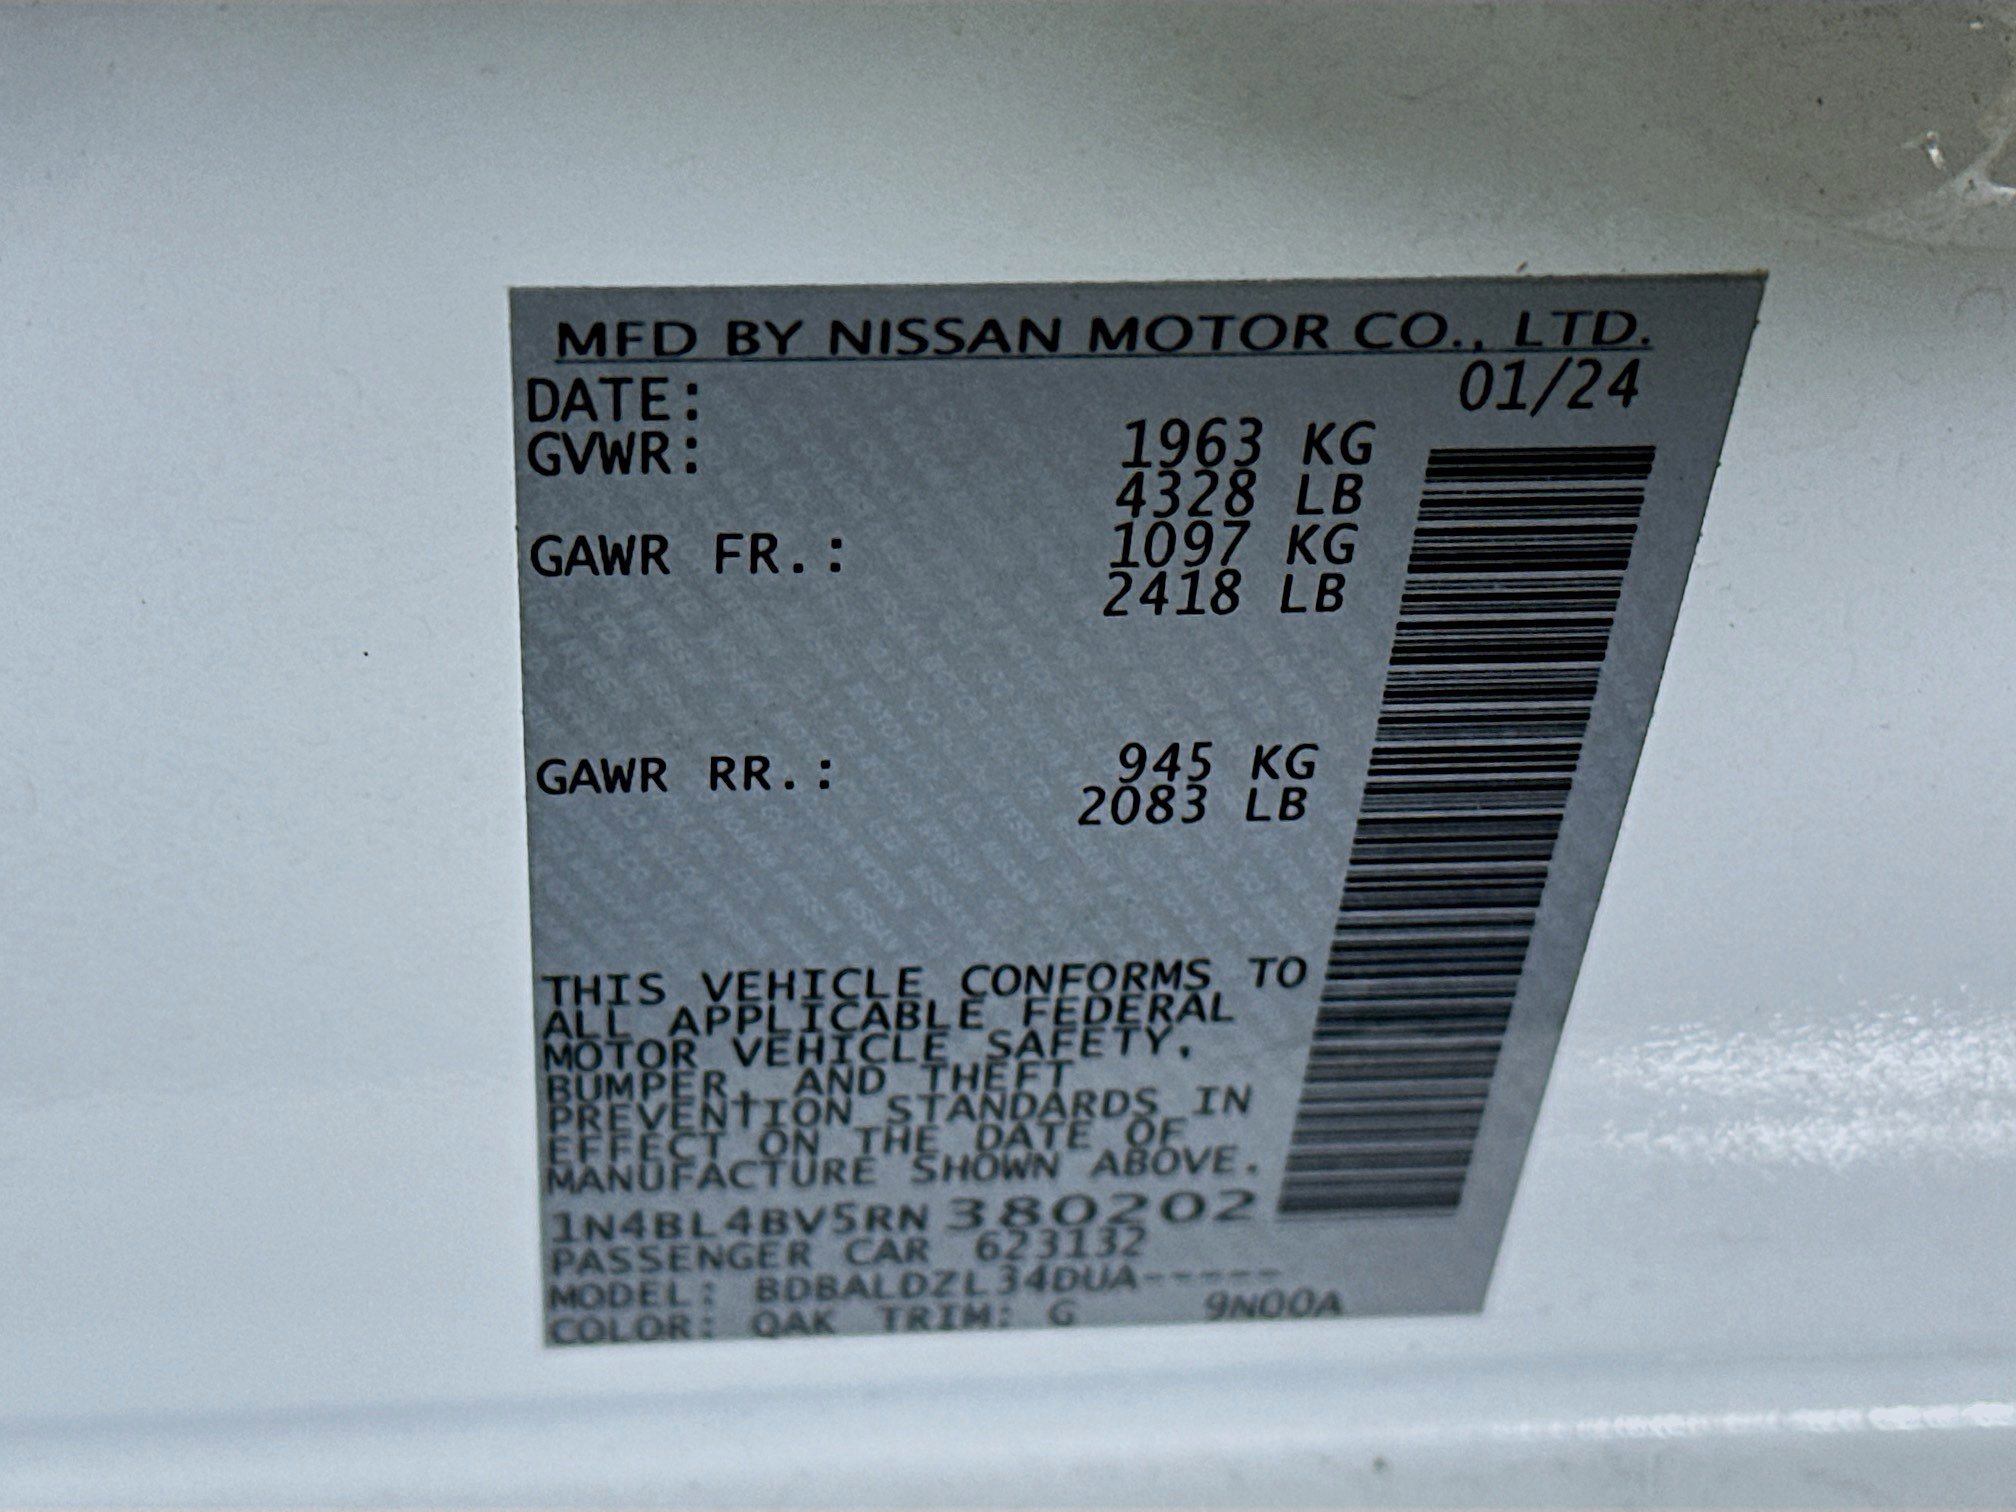 MFD BY NISSAN MOTOR CO., LTD.
DATE: 01/24
GVWR: 1963 KG
4328 LB
GAWR FR.: 1097 KG
2418 LB
GAWR RR.: 945 KG
2083 LB
THIS VEHICLE CONFORMS TO
ALL APPLICABLE FEDERAL
MOTOR VEHICLE SAFETY,
BUMPER, AND THEFT
PREVENTION STANDARDS IN
EFFECT ON THE DATE OF
MANUFACTURE SHOWN ABOVE.
1N4BL4BV5RN380202
PASSENGER CAR 623132
MODEL: BDBALDZL34DUA-----
COLOR: QAK TRIM: G 9N00A